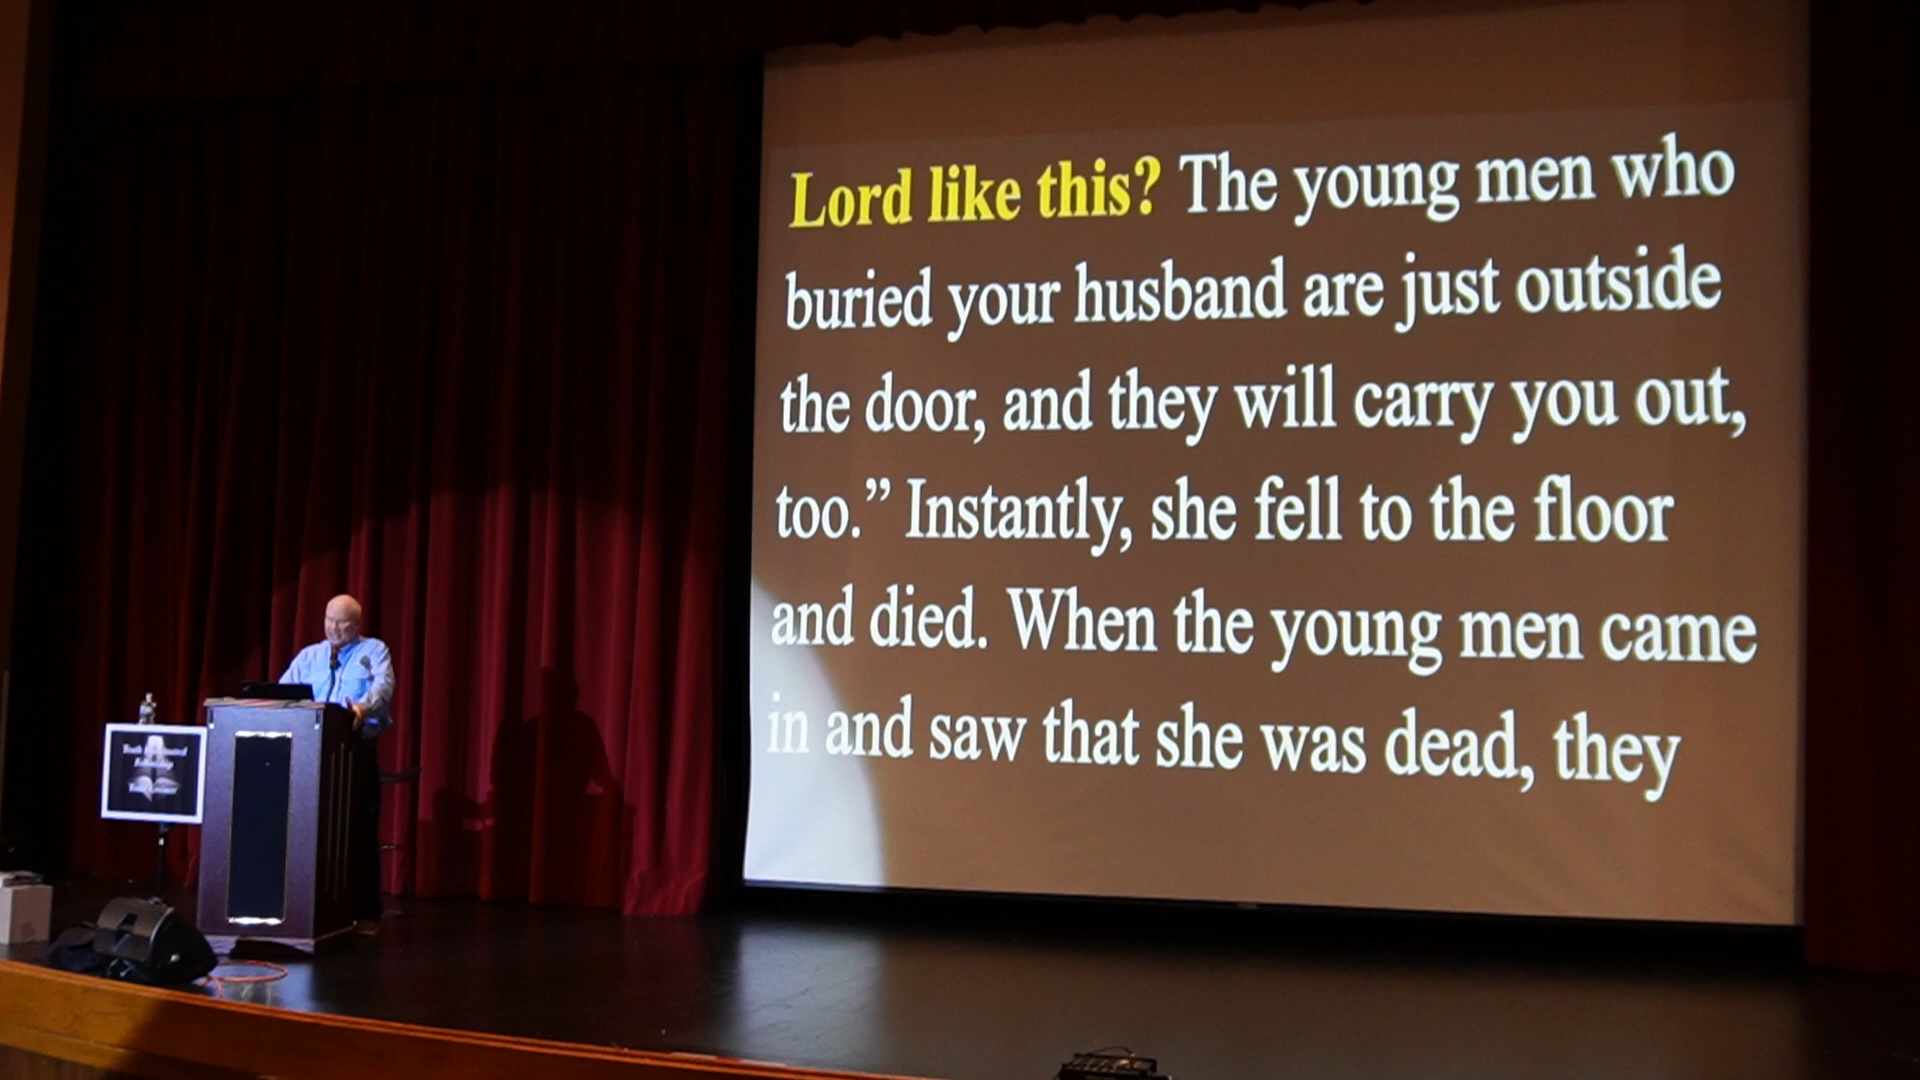 Lord like this? The young men who
buried your husband are just outside
the door, and they will carry you out,
too.” Instantly, she fell to the floor
and died. When the young men came
in and saw that she was dead, they